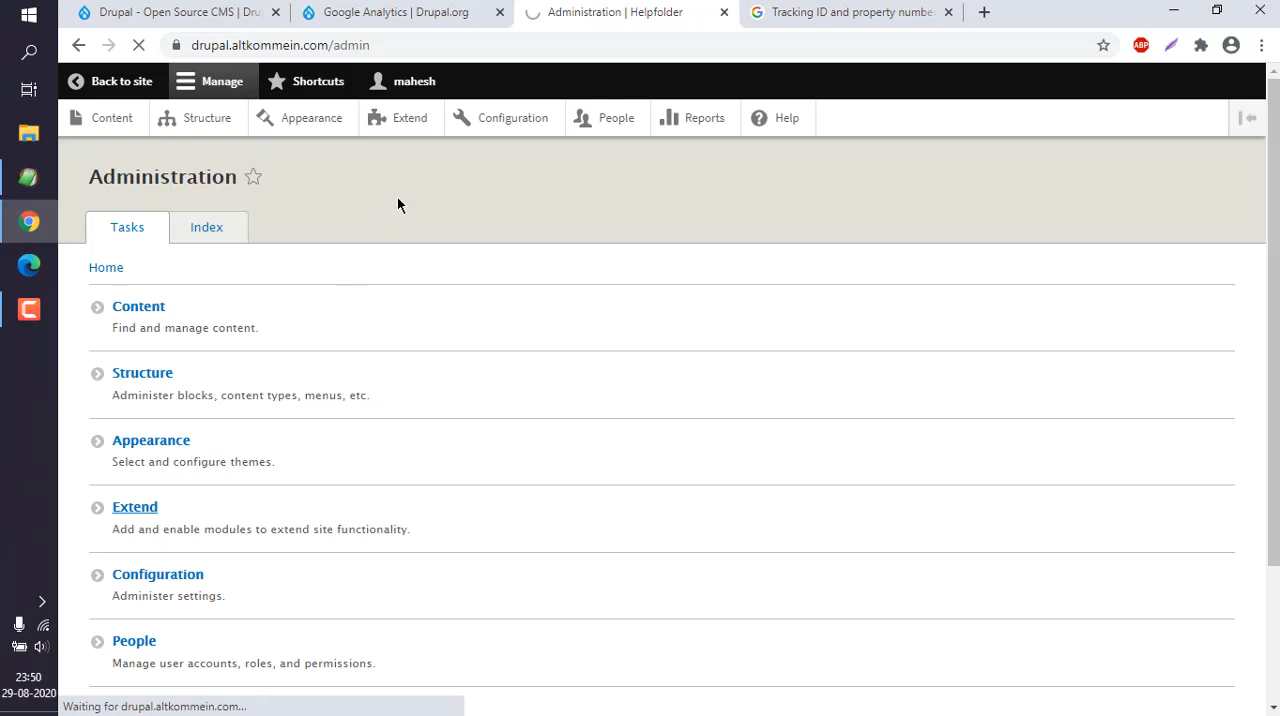 Drupal - Open Source CMS | Dru
Google Analytics | Drupal.org
Administration | Helpfolder
Tracking ID and property numbe
drupal.altkommein.com/admin
ABP
Back to site
Manage
Shortcuts
mahesh
Content
Structure
Appearance
Extend
Configuration
People
Reports
Help
Administration
Tasks
Index
Home
Content
Find and manage content.
Structure
Administer blocks, content types, menus, etc.
Appearance
Select and configure themes.
Extend
Add and enable modules to extend site functionality.
Configuration
Administer settings.
People
Manage user accounts, roles, and permissions.
23:50
29-08-2020
Waiting for drupal.altkommein.com...